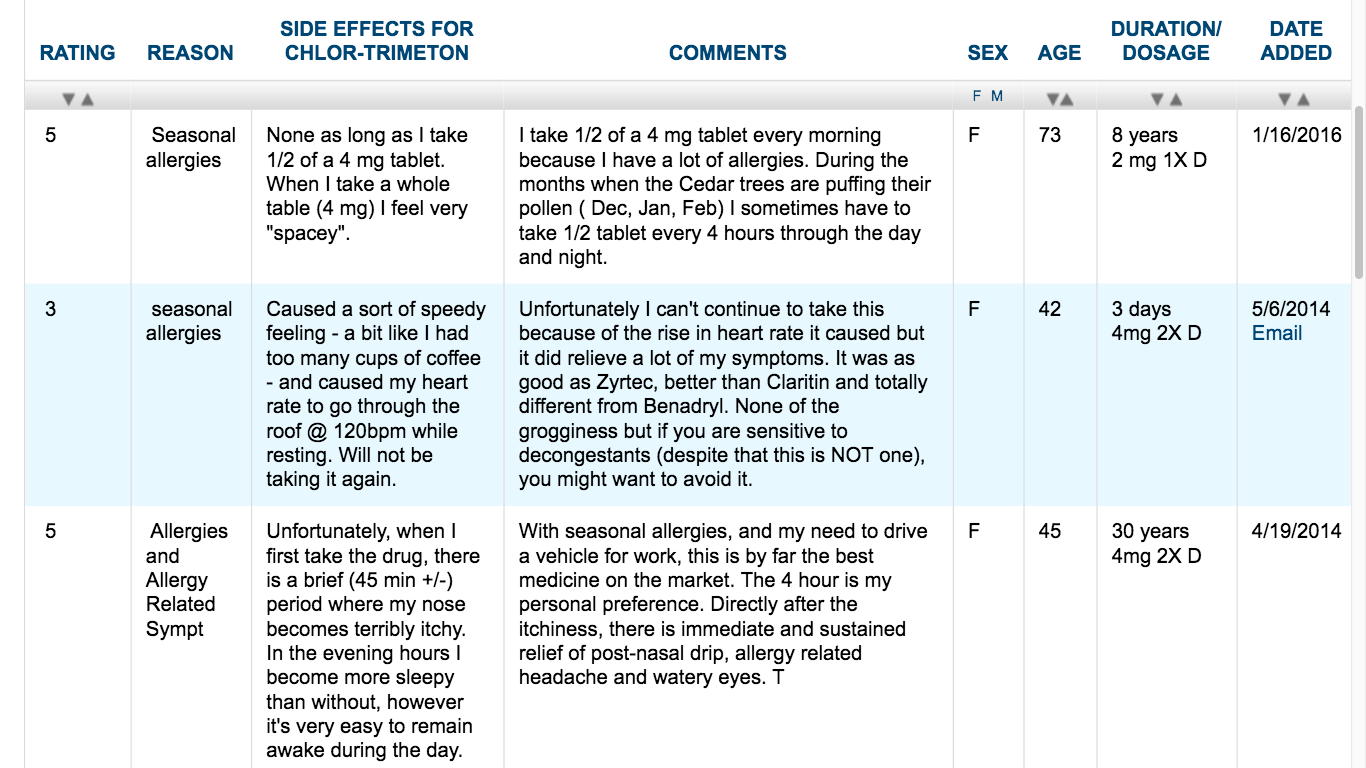 RATING
REASON
SIDE EFFECTS FOR
CHLOR-TRIMETON
COMMENTS
SEX
AGE
DURATION/
DOSAGE
DATE
ADDED
F M
5
Seasonal
allergies
None as long as I take
1/2 of a 4 mg tablet.
When I take a whole
table (4 mg) I feel very
"spacey".
I take 1/2 of a 4 mg tablet every morning
because I have a lot of allergies. During the
months when the Cedar trees are puffing their
pollen ( Dec, Jan, Feb) I sometimes have to
take 1/2 tablet every 4 hours through the day
and night.
F
73
8 years
2 mg 1X D
1/16/2016
3
seasonal
allergies
Caused a sort of speedy
feeling - a bit like I had
too many cups of coffee
- and caused my heart
rate to go through the
roof @ 120bpm while
resting. Will not be
taking it again.
Unfortunately I can't continue to take this
because of the rise in heart rate it caused but
it did relieve a lot of my symptoms. It was as
good as Zyrtec, better than Claritin and totally
different from Benadryl. None of the
grogginess but if you are sensitive to
decongestants (despite that this is NOT one),
you might want to avoid it.
F
42
3 days
4mg 2X D
5/6/2014
Email
5
Allergies
and
Allergy
Related
Sympt
Unfortunately, when I
first take the drug, there
is a brief (45 min +/-)
period where my nose
becomes terribly itchy.
In the evening hours I
become more sleepy
than without, however
it's very easy to remain
awake during the day.
With seasonal allergies, and my need to drive
a vehicle for work, this is by far the best
medicine on the market. The 4 hour is my
personal preference. Directly after the
itchiness, there is immediate and sustained
relief of post-nasal drip, allergy related
headache and watery eyes. T
F
45
30 years
4mg 2X D
4/19/2014